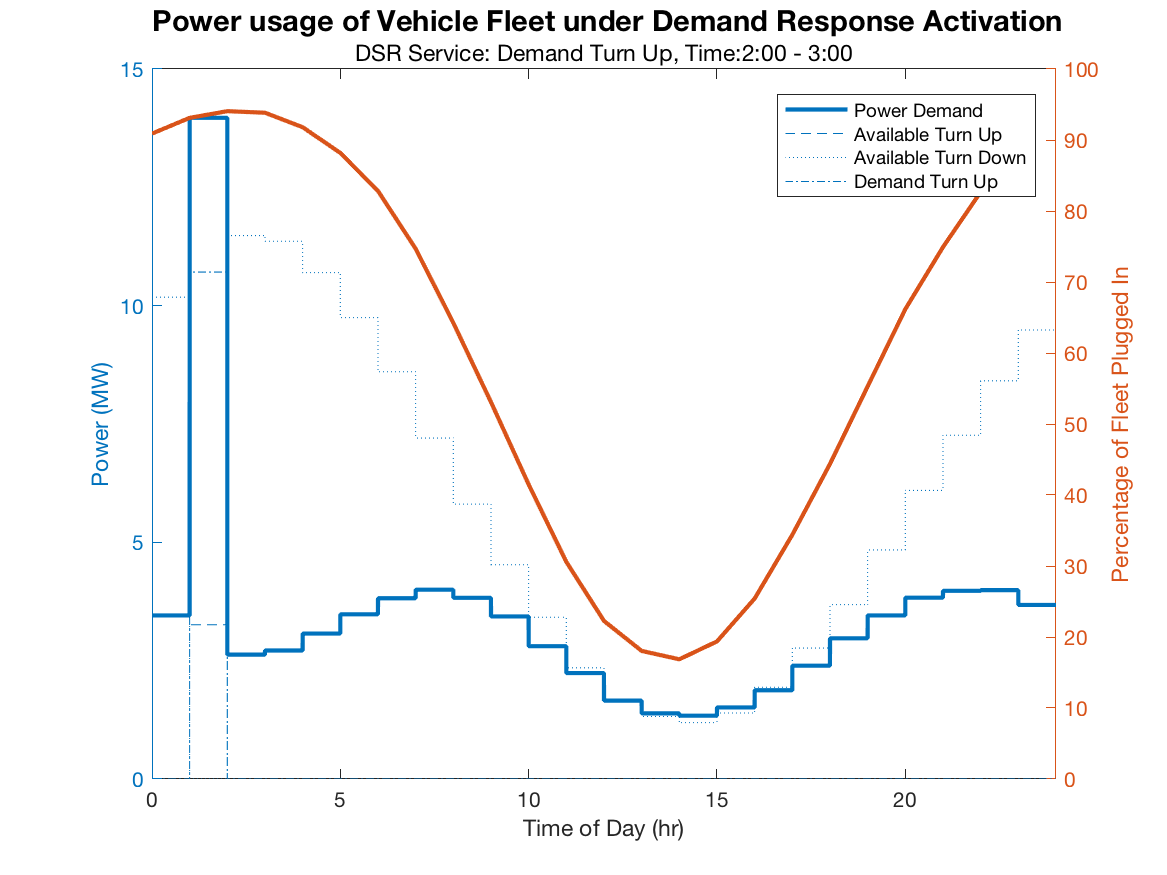 Power usage of Vehicle Fleet under Demand Response Activation
DSR Service: Demand Turn Up, Time:2:00 - 3:00
15
10
5
0
Power (MW)
Power Demand
Available Turn Up
Available Turn Down
Demand Turn Up
100
90
80
70
60
50
40
30
20
10
0
Percentage of Fleet Plugged In
0 5 10 15 20
Time of Day (hr)